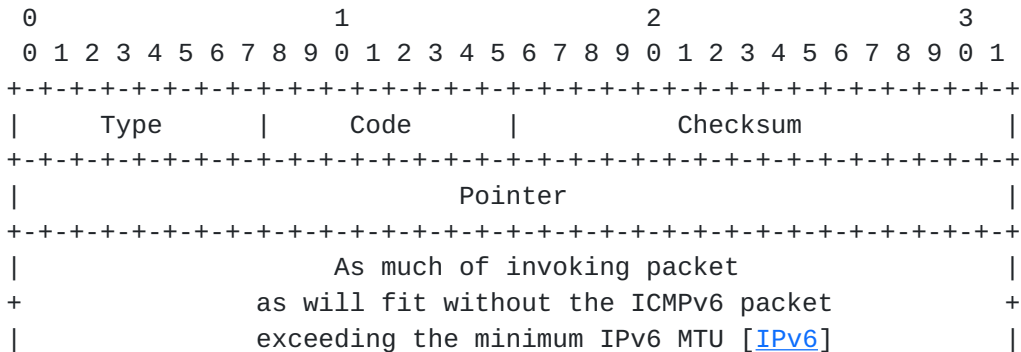 0                   1                   2                   3
 0 1 2 3 4 5 6 7 8 9 0 1 2 3 4 5 6 7 8 9 0 1 2 3 4 5 6 7 8 9 0 1
+-+-+-+-+-+-+-+-+-+-+-+-+-+-+-+-+-+-+-+-+-+-+-+-+-+-+-+-+-+-+-+-+
|     Type      |     Code      |          Checksum             |
+-+-+-+-+-+-+-+-+-+-+-+-+-+-+-+-+-+-+-+-+-+-+-+-+-+-+-+-+-+-+-+-+
|                            Pointer                            |
+-+-+-+-+-+-+-+-+-+-+-+-+-+-+-+-+-+-+-+-+-+-+-+-+-+-+-+-+-+-+-+-+
|                    As much of invoking packet                 |
+               as will fit without the ICMPv6 packet           +
|               exceeding the minimum IPv6 MTU [IPv6]           |